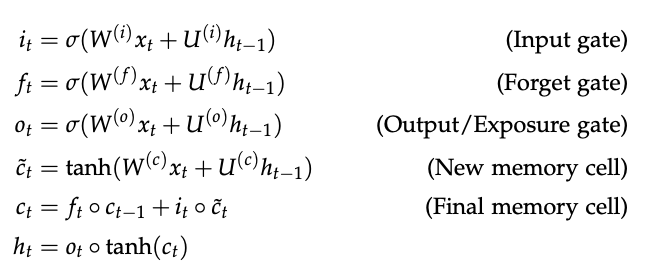 i_t = σ(W^{(i)}x_t + U^{(i)}h_{t−1}) (Input gate)
f_t = σ(W^{(f)}x_t + U^{(f)}h_{t−1}) (Forget gate)
o_t = σ(W^{(o)}x_t + U^{(o)}h_{t−1}) (Output/Exposure gate)
c̃_t = tanh(W^{(c)}x_t + U^{(c)}h_{t−1}) (New memory cell)
c_t = f_t ∘ c_{t−1} + i_t ∘ c̃_t (Final memory cell)
h_t = o_t ∘ tanh(c_t)